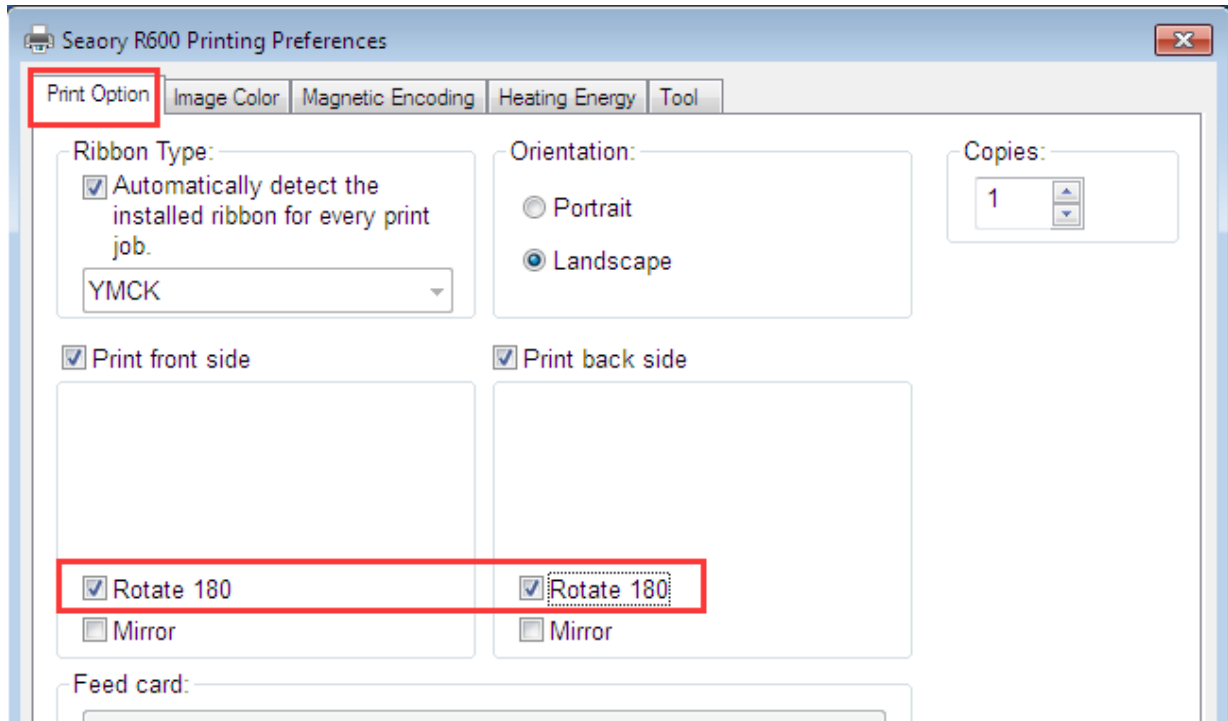 Seaory R600 Printing Preferences
Print Option Image Color Magnetic Encoding Heating Energy Tool
Ribbon Type:
Automatically detect the
installed ribbon for every print
job.
YMCK
Orientation:
Portrait
Landscape
Copies:
1
Print front side
Rotate 180
Mirror
Print back side
Rotate 180
Mirror
Feed card: